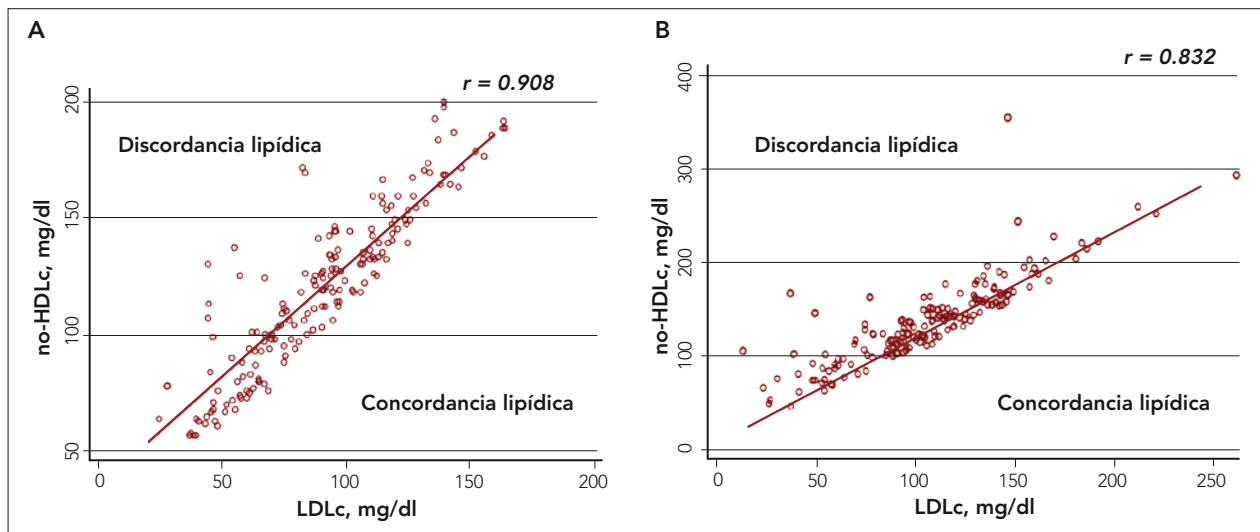 A
r = 0.908
Discordancia lipídica
Concordancia lipídica
no-HDLc, mg/dl
200
150
100
50
0
50
100
150
200
LDLc, mg/dl
B
r = 0.832
Discordancia lipídica
Concordancia lipídica
no-HDLc, mg/dl
400
300
200
100
0
0
50
100
150
200
250
LDLc, mg/dl